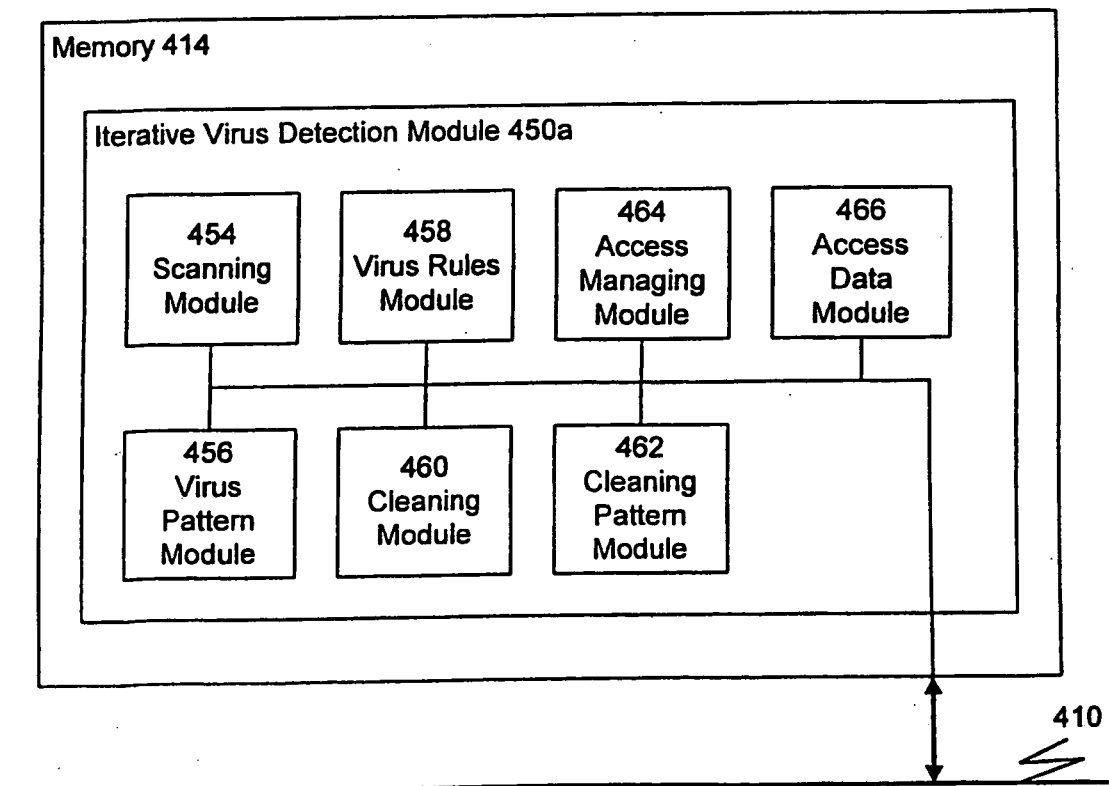 Memory 414
Iterative Virus Detection Module 450a
454
Scanning
Module
458
Virus Rules
Module
464
Access
Managing
Module
466
Access
Data
Module
456
Virus
Pattern
Module
460
Cleaning
Module
462
Cleaning
Pattern
Module
410